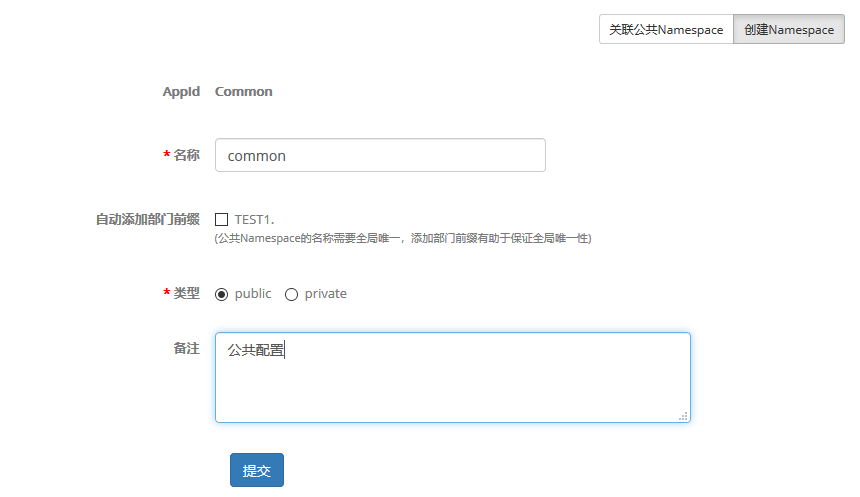 关联公共Namespace 创建Namespace
AppId Common
* 名称 common
自动添加部门前缀 TEST1.
(公共Namespace的名称需要全局唯一，添加部门前缀有助于保证全局唯一性)
* 类型 public private
备注 公共配置
提交